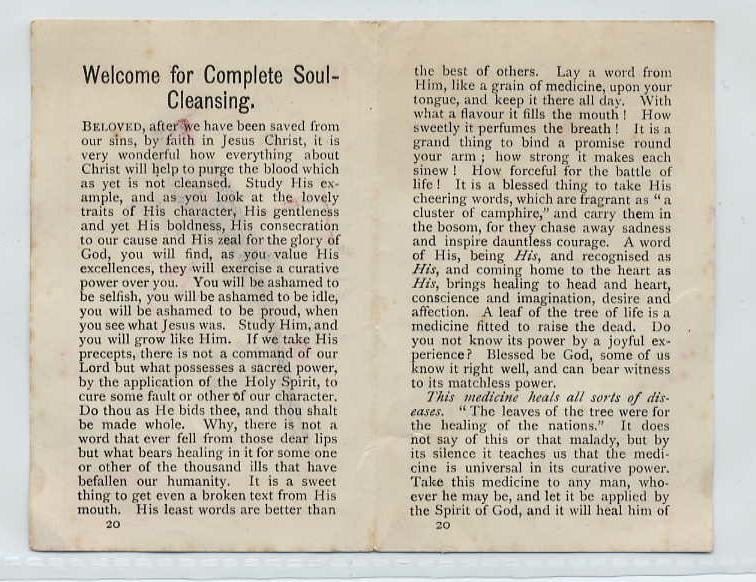 Welcome for Complete Soul-
Cleansing.
BELOVED, after we have been saved from
our sins, by faith in Jesus Christ, it is
very wonderful how everything about
Christ will help to purge the blood which
as yet is not cleansed. Study His ex-
ample, and as you look at the lovely
traits of His character, His gentleness
and yet His boldness, His consecration
to our cause and His zeal for the glory of
God, you will find, as you value His
excellences, they will exercise a curative
power over you. You will be ashamed to
be selfish, you will be ashamed to be idle,
you will be ashamed to be proud, when
you see what Jesus was. Study Him, and
you will grow like Him. If we take His
precepts, there is not a command of our
Lord but what possesses a sacred power,
by the application of the Holy Spirit, to
cure some fault or other of our character.
Do thou as He bids thee, and thou shalt
be made whole. Why, there is not a
word that ever fell from those dear lips
but what bears healing in it for some one
or other of the thousand ills that have
befallen our humanity. It is a sweet
thing to get even a broken text from His
mouth. His least words are better than
20
the best of others. Lay a word from
Him, like a grain of medicine, upon your
tongue, and keep it there all day. With
what a flavour it fills the mouth! How
sweetly it perfumes the breath! It is a
grand thing to bind a promise round
your arm; how strong it makes each
sinew! How forceful for the battle of
life! It is a blessed thing to take His
cheering words, which are fragrant as "a
cluster of camphire," and carry them in
the bosom, for they chase away sadness
and inspire dauntless courage. A word
of His, being His, and recognised as
His, and coming home to the heart as
His, brings healing to head and heart,
conscience and imagination, desire and
affection. A leaf of the tree of life is a
medicine fitted to raise the dead. Do
you not know its power by a joyful ex-
perience? Blessed be God, some of us
know it right well, and can bear witness
to its matchless power.
This medicine heals all sorts of dis-
eases. "The leaves of the tree were for
the healing of the nations." It does
not say of this or that malady, but by
its silence it teaches us that the medi-
cine is universal in its curative power.
Take this medicine to any man, who-
ever he may be, and let it be applied by
the Spirit of God, and it will heal him of
20